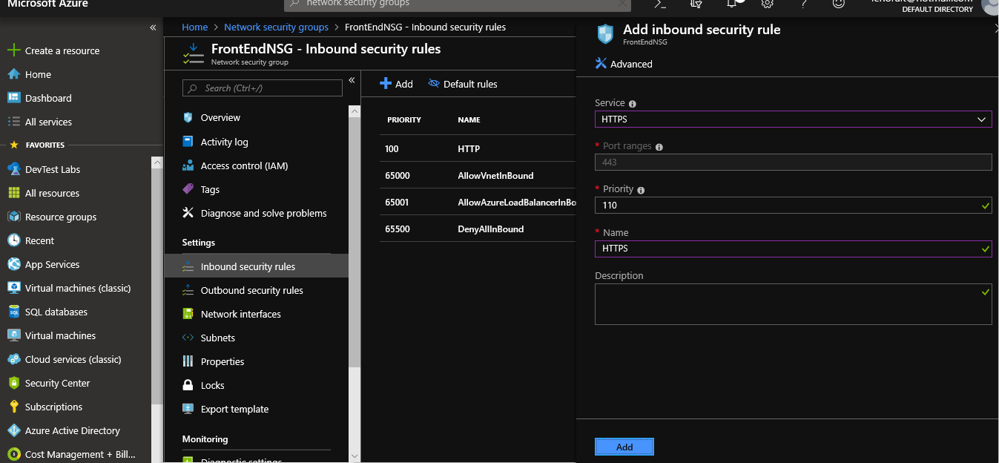 Microsoft Azure
network security groups
DEFAULT DIRECTORY
Create a resource
Home
Dashboard
All services
FAVORITES
DevTest Labs
All resources
Resource groups
Recent
App Services
Virtual machines (classic)
SQL databases
Virtual machines
Cloud services (classic)
Security Center
Subscriptions
Azure Active Directory
Cost Management + Bill...
Home > Network security groups > FrontEndNSG - Inbound security rules
FrontEndNSG - Inbound security rules
Network security group
Search (Ctrl+/)
Overview
Activity log
Access control (IAM)
Tags
Diagnose and solve problems
Settings
Inbound security rules
Outbound security rules
Network interfaces
Subnets
Properties
Locks
Export template
Monitoring
Diagnostic settings
Add Default rules
PRIORITY NAME
100 HTTP
65000 AllowVnetInBound
65001 AllowAzureLoadBalancerInBo
65500 DenyAllInBound
Add inbound security rule
FrontEndNSG
Advanced
Service
HTTPS
* Port ranges
443
* Priority
110
* Name
HTTPS
Description
Add